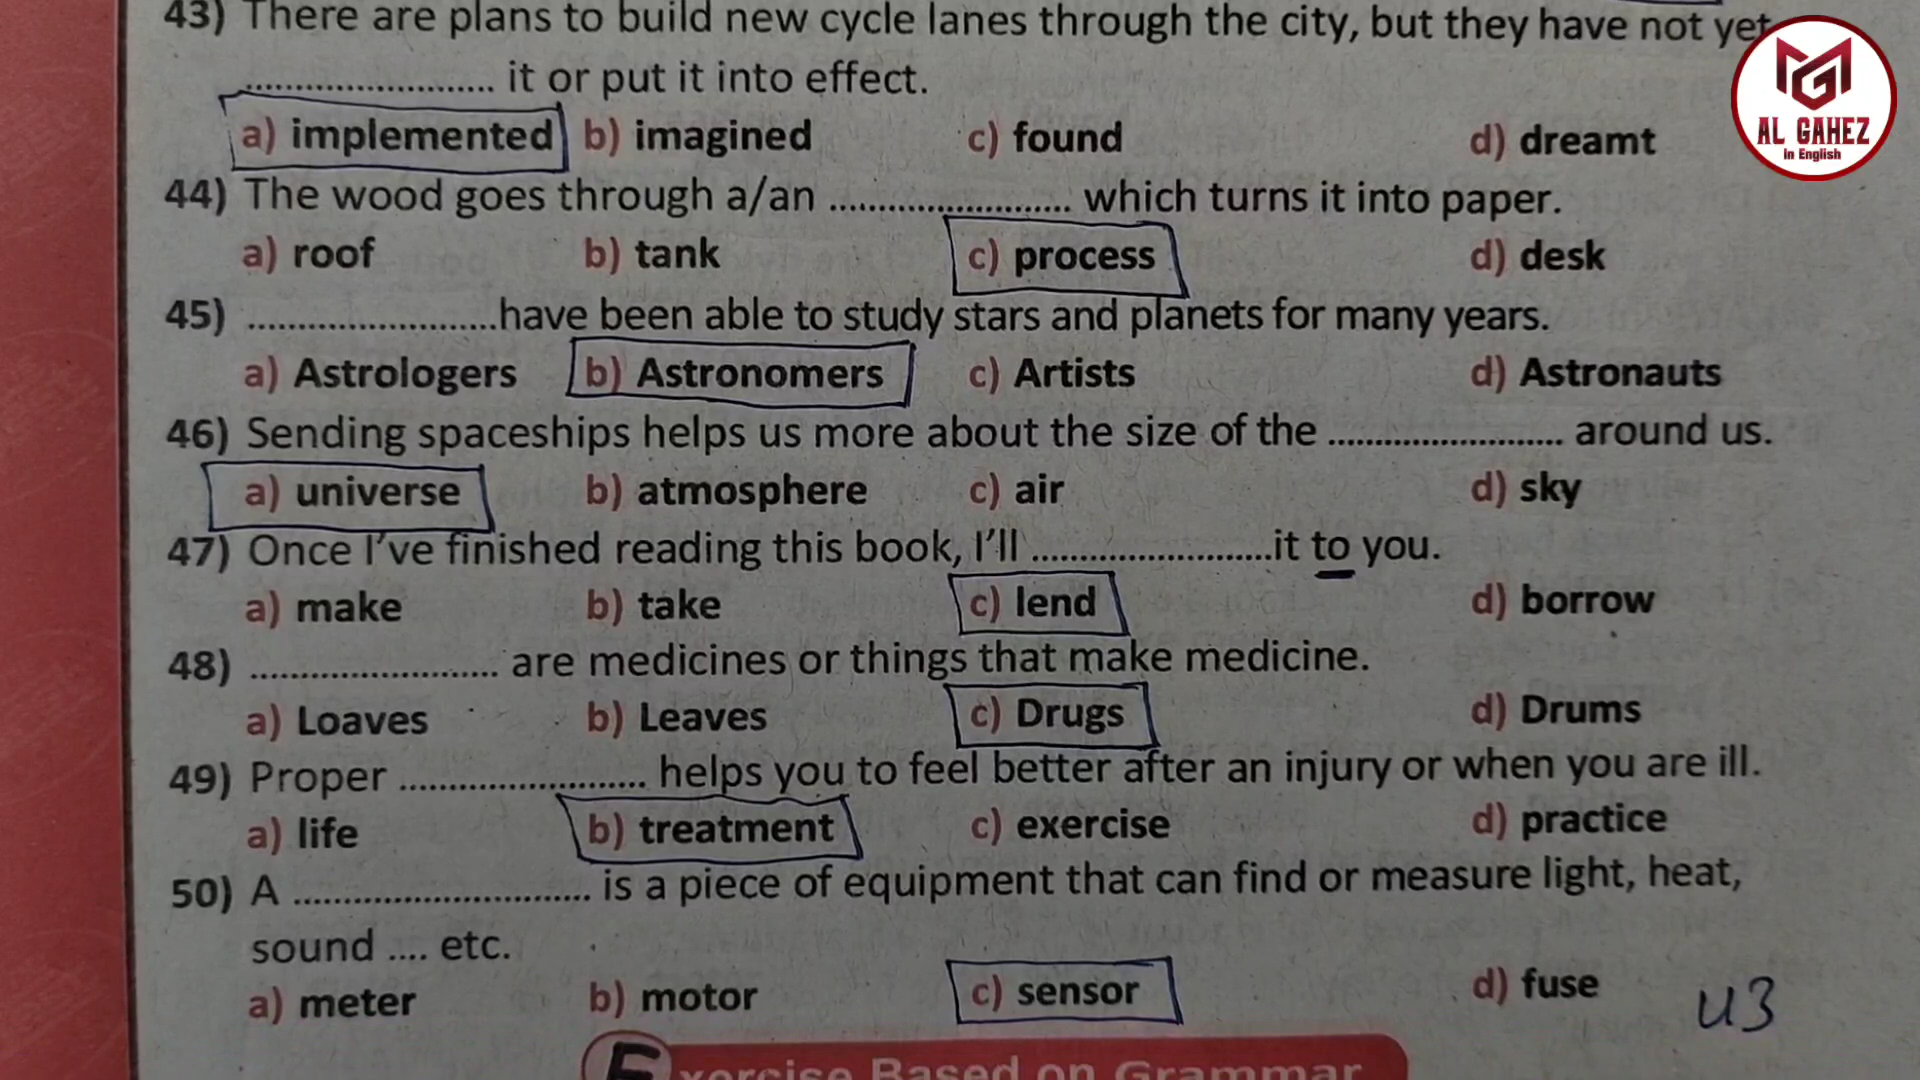 43) There are plans to build new cycle lanes through the city, but they have not yet
........................ it or put it into effect.
a) implemented b) imagined c) found d) dreamt
44) The wood goes through a/an ........................ which turns it into paper.
a) roof b) tank c) process d) desk
45) ........................have been able to study stars and planets for many years.
a) Astrologers b) Astronomers c) Artists d) Astronauts
46) Sending spaceships helps us more about the size of the ........................ around us.
a) universe b) atmosphere c) air d) sky
47) Once I've finished reading this book, I'll ........................it to you.
a) make b) take c) lend d) borrow
48) ........................ are medicines or things that make medicine.
a) Loaves b) Leaves c) Drugs d) Drums
49) Proper ........................ helps you to feel better after an injury or when you are ill.
a) life b) treatment c) exercise d) practice
50) A ............................. is a piece of equipment that can find or measure light, heat,
sound .... etc.
a) meter b) motor c) sensor d) fuse
U3
Exercise Based on Grammar
AL GAHEZ
in English